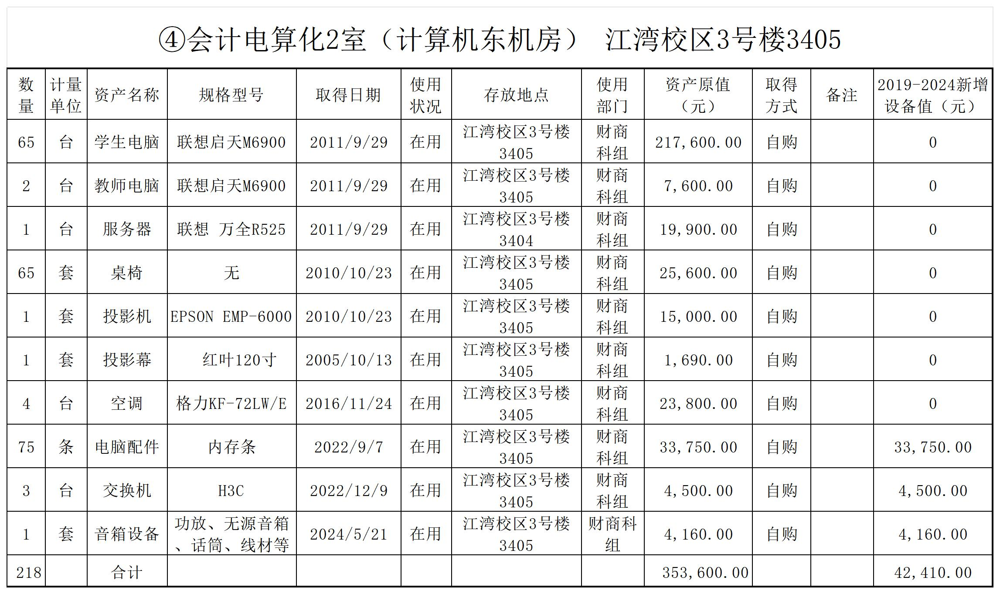 ④会计电算化2室（计算机东机房） 江湾校区3号楼3405
数量 计量单位 资产名称 规格型号 取得日期 使用状况 存放地点 使用部门 资产原值（元） 取得方式 备注 2019-2024新增设备值（元）
65 台 学生电脑 联想启天M6900 2011/9/29 在用 江湾校区3号楼3405 财商科组 217,600.00 自购 0
2 台 教师电脑 联想启天M6900 2011/9/29 在用 江湾校区3号楼3405 财商科组 7,600.00 自购 0
1 台 服务器 联想 万全R525 2011/9/29 在用 江湾校区3号楼3404 财商科组 19,900.00 自购 0
65 套 桌椅 无 2010/10/23 在用 江湾校区3号楼3405 财商科组 25,600.00 自购 0
1 套 投影机 EPSON EMP-6000 2010/10/23 在用 江湾校区3号楼3405 财商科组 15,000.00 自购 0
1 套 投影幕 红叶120寸 2005/10/13 在用 江湾校区3号楼3405 财商科组 1,690.00 自购 0
4 台 空调 格力KF-72LW/E 2016/11/24 在用 江湾校区3号楼3405 财商科组 23,800.00 自购 0
75 条 电脑配件 内存条 2022/9/7 在用 江湾校区3号楼3405 财商科组 33,750.00 自购 33,750.00
3 台 交换机 H3C 2022/12/9 在用 江湾校区3号楼3405 财商科组 4,500.00 自购 4,500.00
1 套 音箱设备 功放、无源音箱、话筒、线材等 2024/5/21 在用 江湾校区3号楼3405 财商科组 4,160.00 自购 4,160.00
218 合计 353,600.00 42,410.00